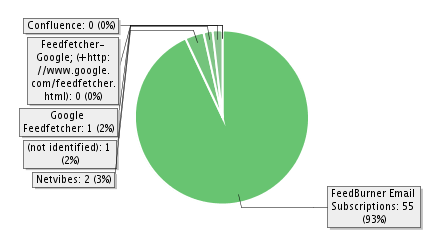 Confluence: 0 (0%)
Feedfetcher-
Google; (+http:
//www.google.
com/feedfetcher.
html): 0 (0%)
Google
Feedfetcher: 1 (2%)
(not identified): 1
(2%)
Netvibes: 2 (3%)
FeedBurner Email
Subscriptions: 55
(93%)